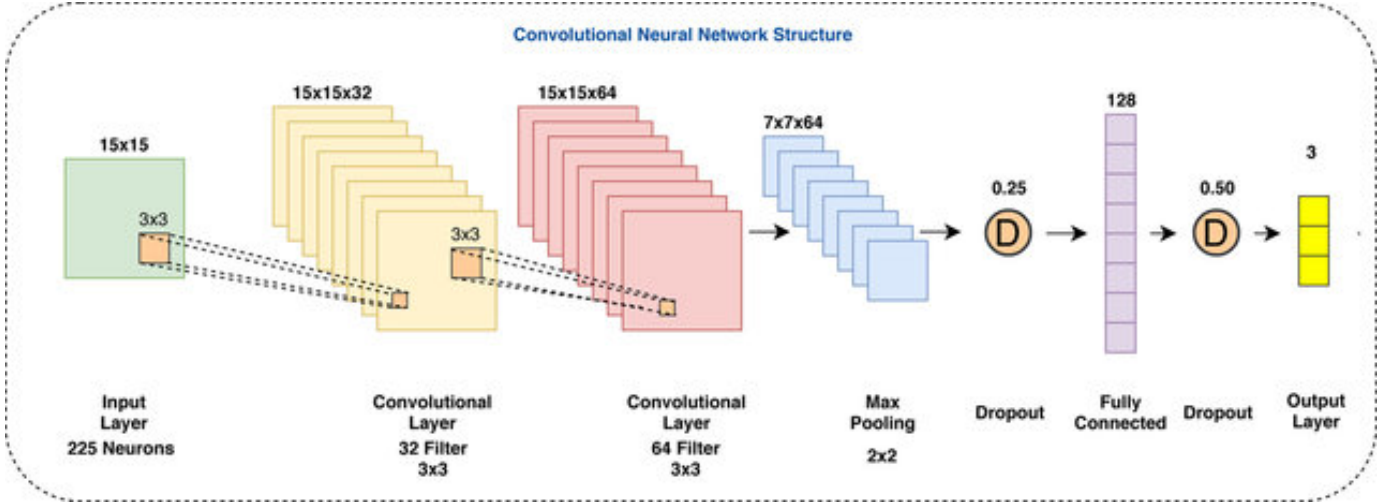 Convolutional Neural Network Structure
15x15
3x3
15x15x32
3x3
15x15x64
7x7x64
0.25
D
128
0.50
D
3
Input
Layer
225 Neurons
Convolutional
Layer
32 Filter
3x3
Convolutional
Layer
64 Filter
3x3
Max
Pooling
2x2
Dropout
Fully
Connected
Dropout
Output
Layer